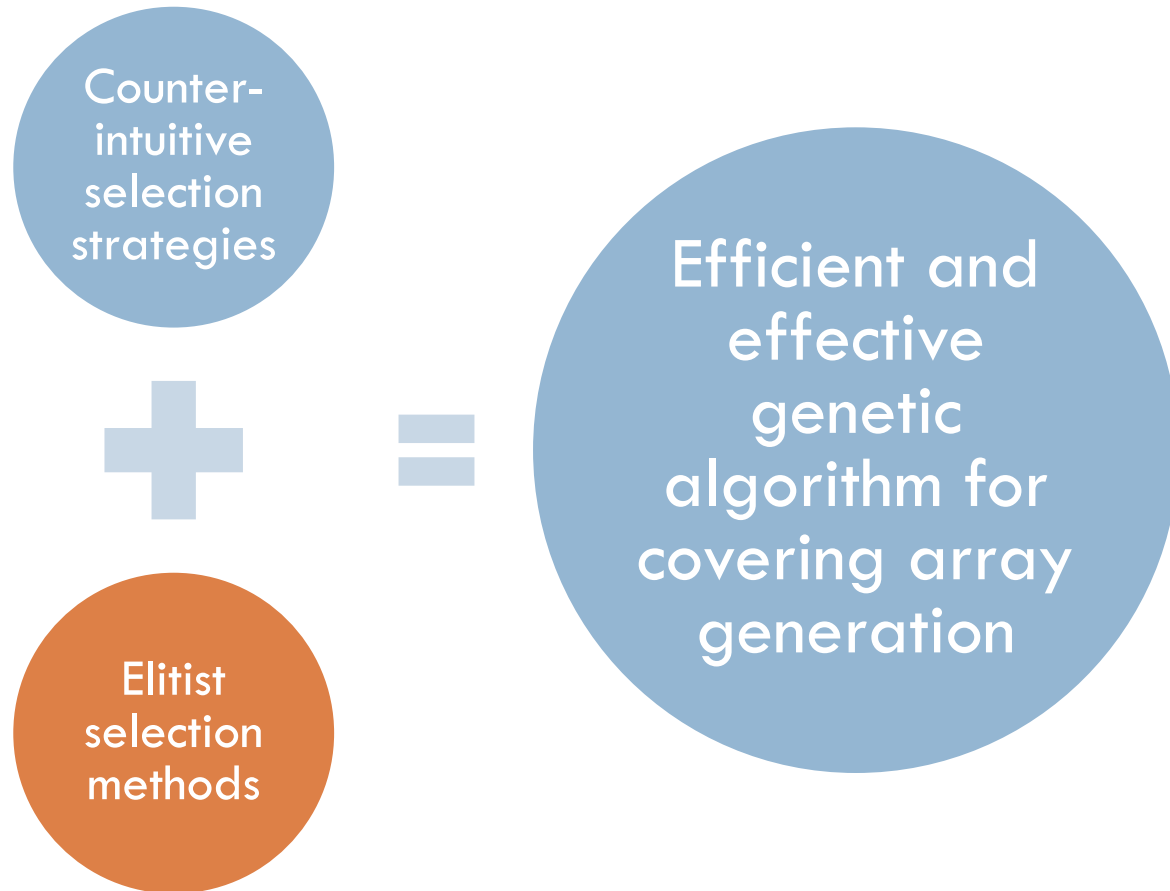 Counter-
intuitive
selection
strategies
Elitist
selection
methods
Efficient and
effective
genetic
algorithm for
covering array
generation